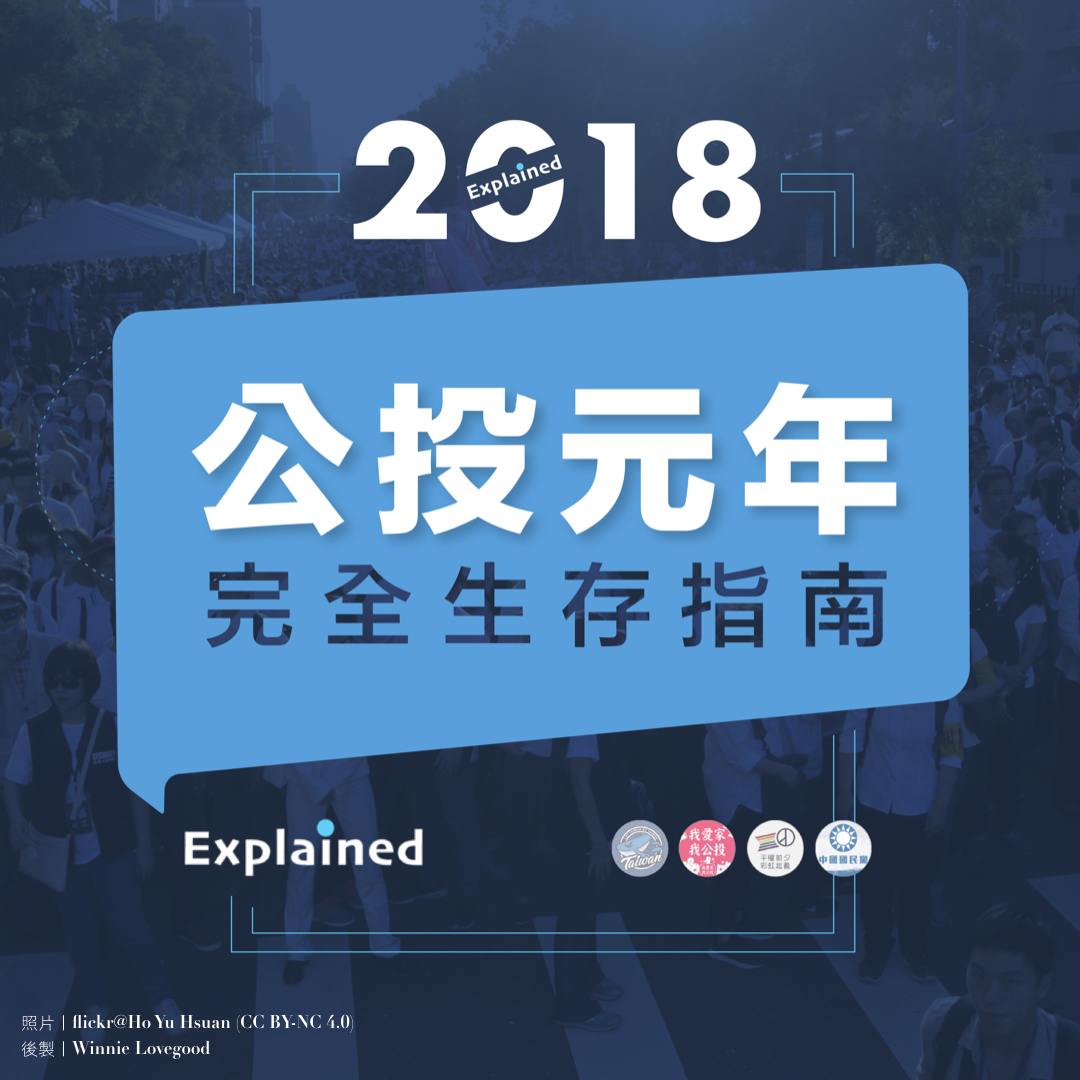 2018
Explained
公投元年
完全生存指南
Explained
Taiwan
我愛家
我公投
平權前夕
彩虹起義
中國國民黨
照片 | flickr@Ho Yu Hsuan (CC BY-NC 4.0)
後製 | Winnie Lovegood